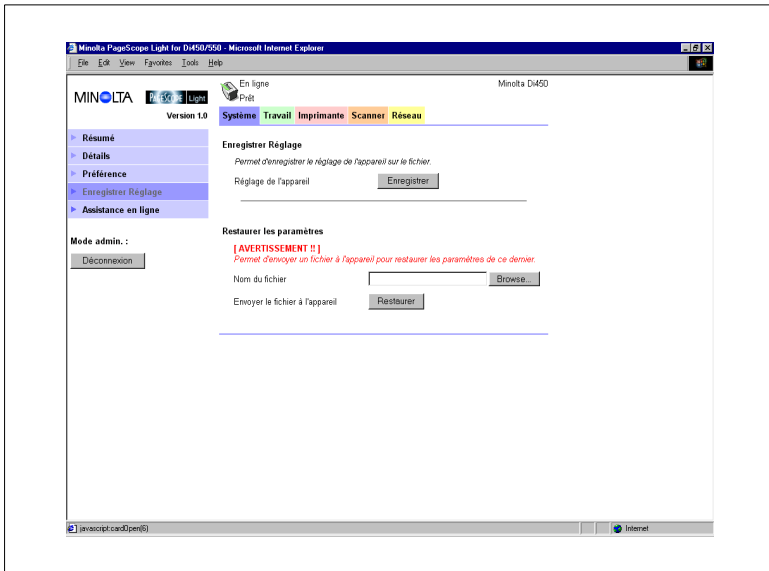 Minolta PageScope Light for Di450/550 - Microsoft Internet Explorer
File Edit View Favorites Tools Help
MINOLTA PAGESCOPE Light
Version 1.0
En ligne
Prêt
Minolta Di450
Système Travail Imprimante Scanner Réseau
Résumé
Détails
Préférence
Enregistrer Réglage
Assistance en ligne
Mode admin. :
Déconnexion
Enregistrer Réglage
Permet d'enregistrer le réglage de l'appareil sur le fichier.
Réglage de l'appareil Enregistrer
Restaurer les paramètres
[ AVERTISSEMENT !! ]
Permet d'envoyer un fichier à l'appareil pour restaurer les paramètres de ce dernier.
Nom du fichier Browse...
Envoyer le fichier à l'appareil Restaurer
javascript:cardOpen(6) Internet